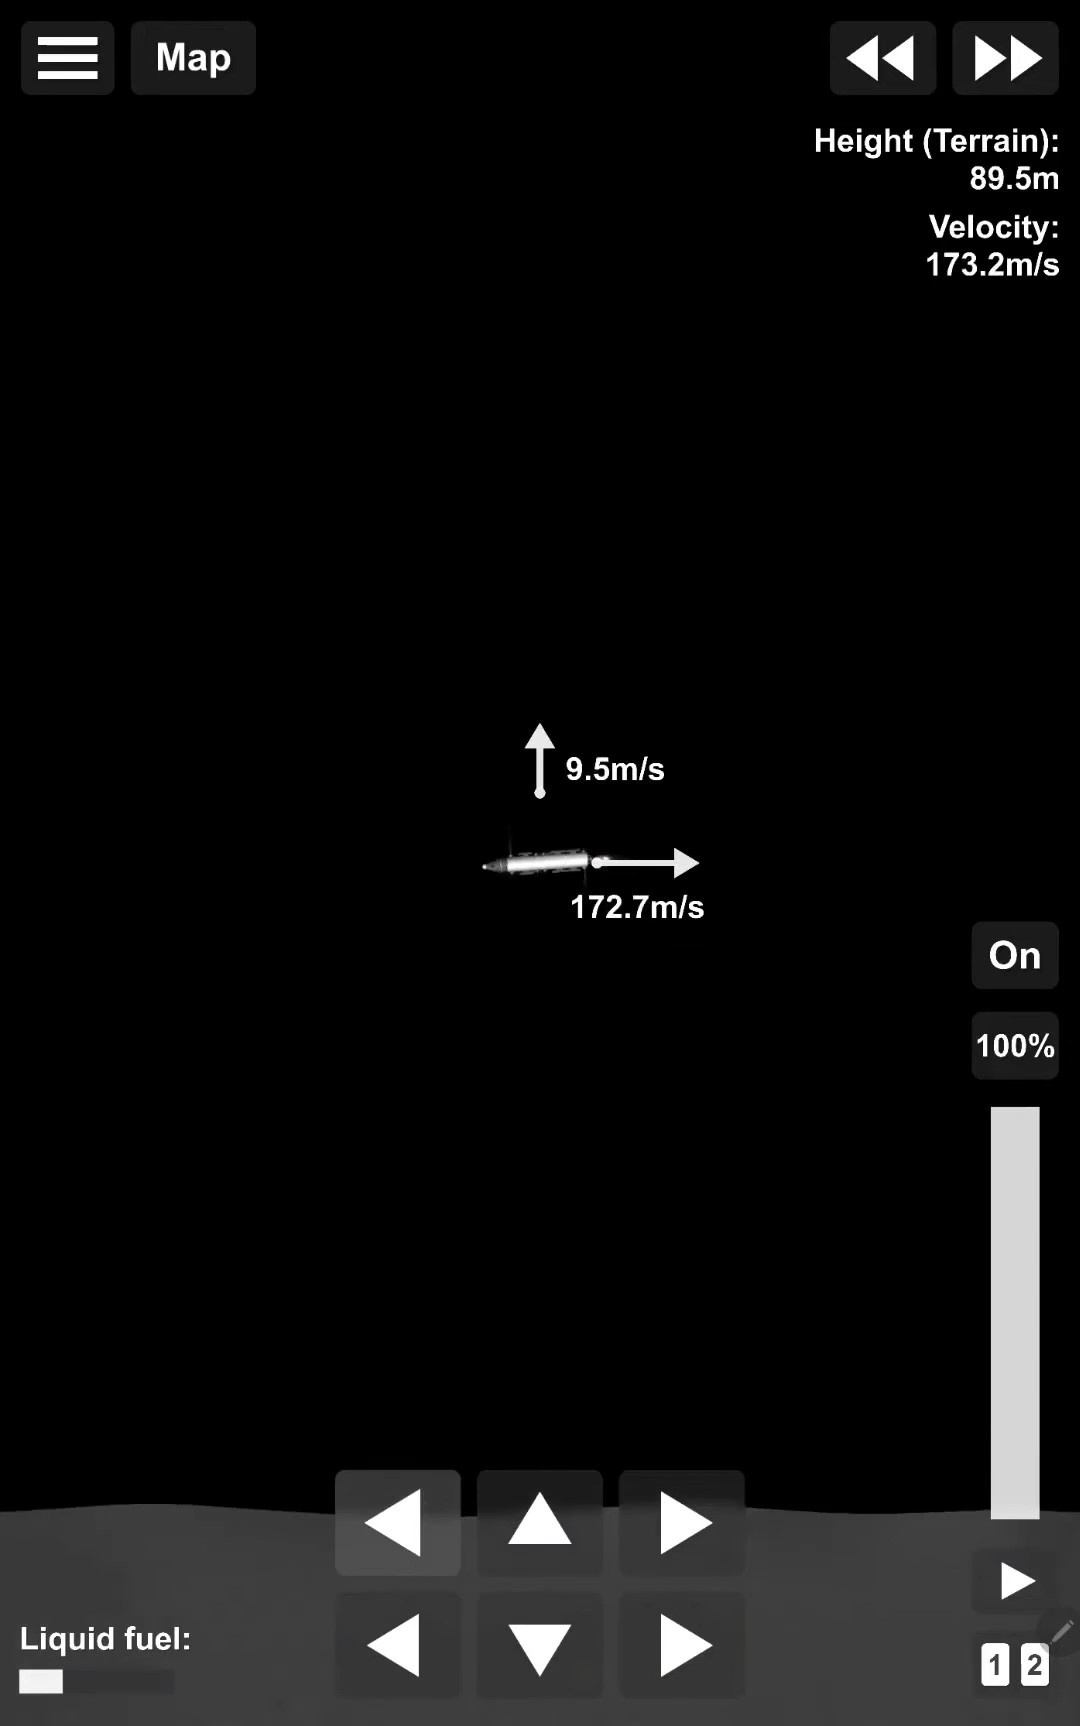 Map
Height (Terrain):
89.5m
Velocity:
173.2m/s
9.5m/s
172.7m/s
On
100%
Liquid fuel:
1 2